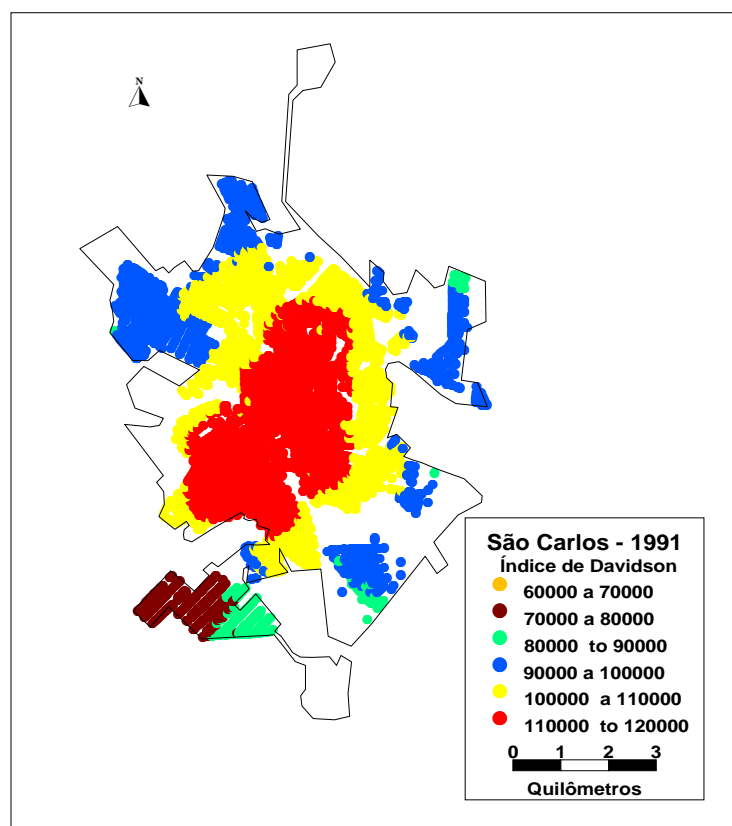 N
São Carlos - 1991
Índice de Davidson
60000 a 70000
70000 a 80000
80000 to 90000
90000 a 100000
100000 a 110000
110000 to 120000
0 1 2 3
Quilômetros